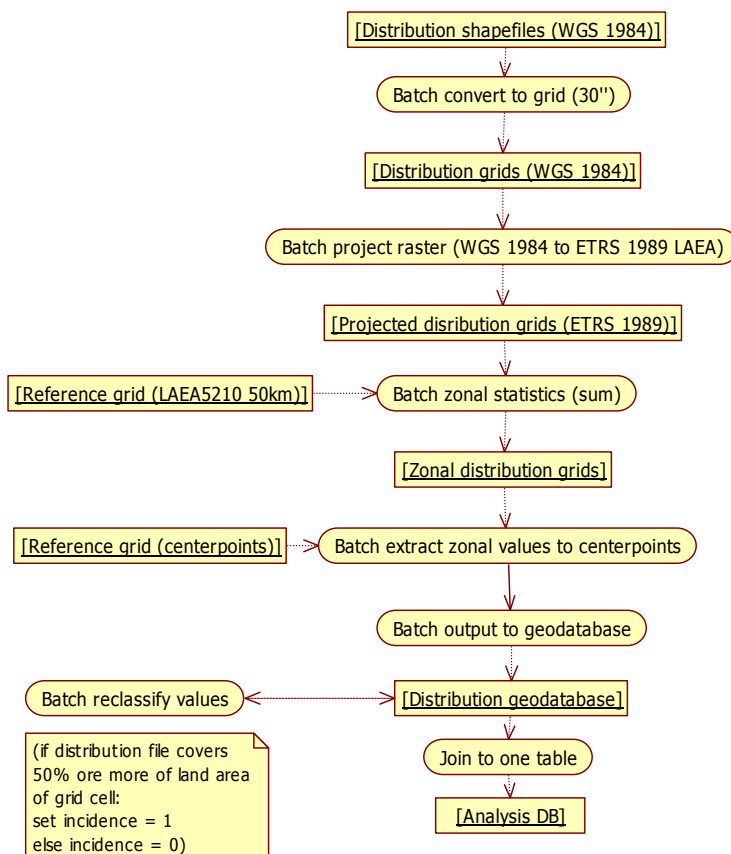 [Distribution shapefiles (WGS 1984)]
Batch convert to grid (30'')
[Distribution grids (WGS 1984)]
Batch project raster (WGS 1984 to ETRS 1989 LAEA)
[Projected disribution grids (ETRS 1989)]
[Reference grid (LAEA5210 50km)]
Batch zonal statistics (sum)
[Zonal distribution grids]
[Reference grid (centerpoints)]
Batch extract zonal values to centerpoints
Batch output to geodatabase
Batch reclassify values
[Distribution geodatabase]
(if distribution file covers
50% ore more of land area
of grid cell:
set incidence = 1
else incidence = 0)
Join to one table
[Analysis DB]